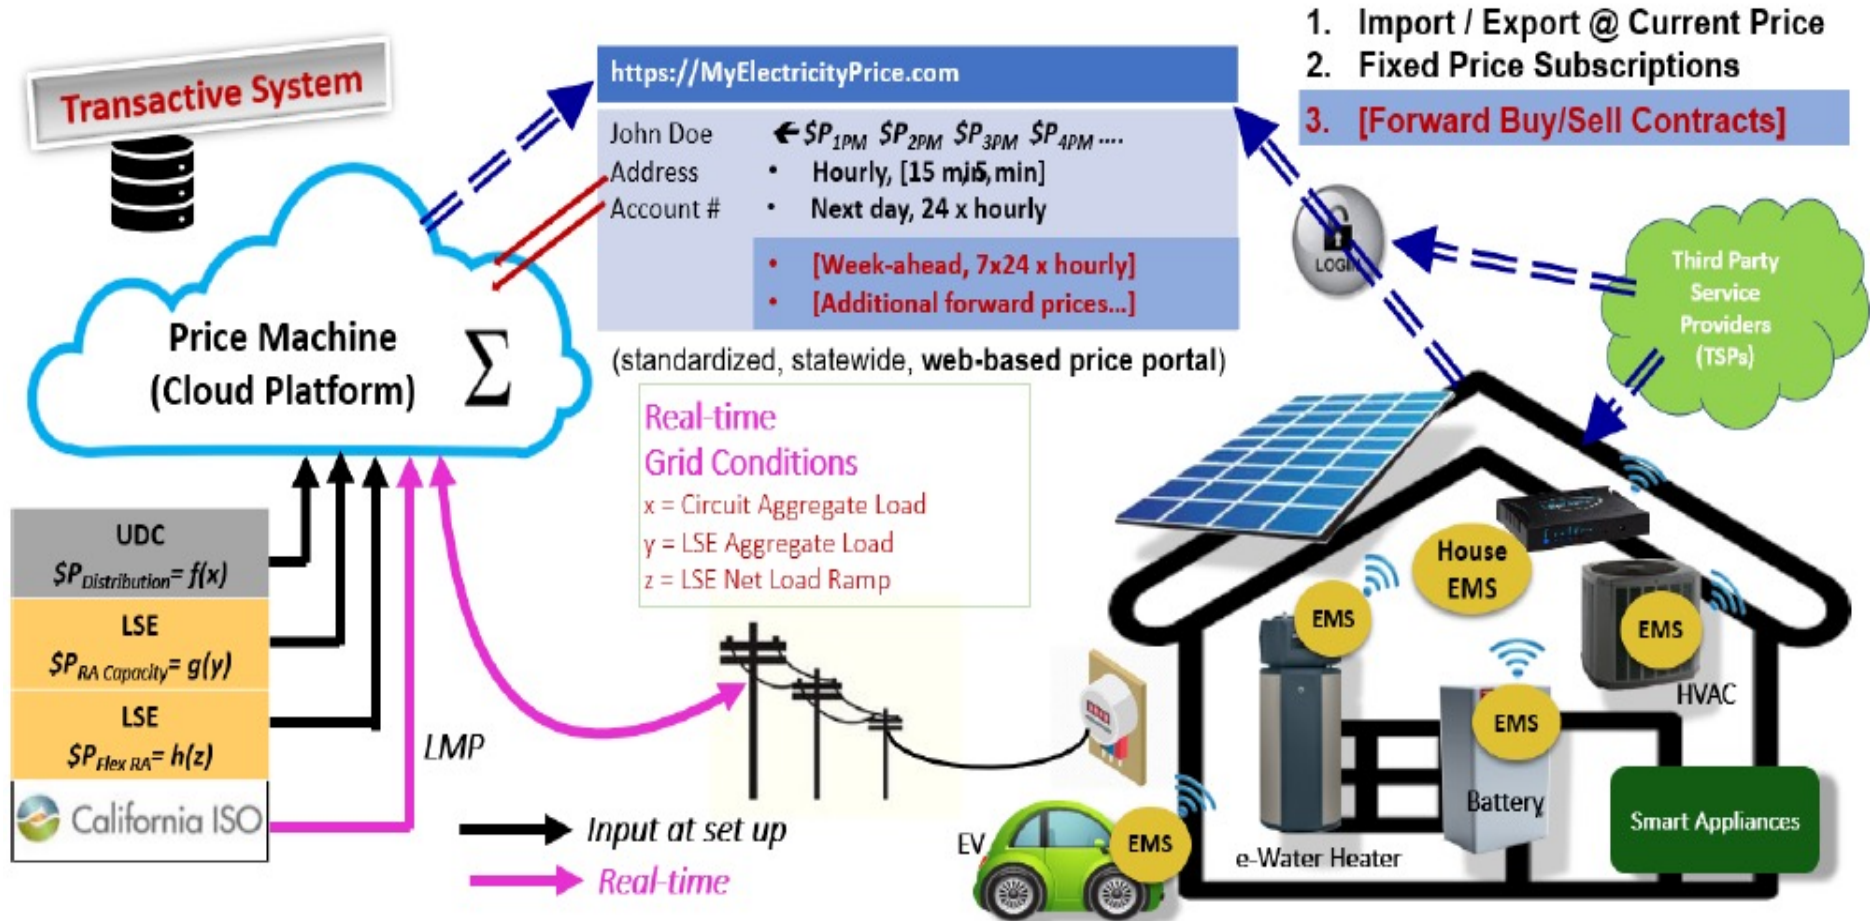 Transactive System
https://MyElectricityPrice.com
John Doe
Address
Account #
← $P1PM $P2PM $P3PM $P4PM ....
• Hourly, [15 min, 5 min]
• Next day, 24 x hourly
• [Week-ahead, 7x24 x hourly]
• [Additional forward prices...]
(standardized, statewide, web-based price portal)
1. Import / Export @ Current Price
2. Fixed Price Subscriptions
3. [Forward Buy/Sell Contracts]
LOGIN
Third Party
Service
Providers
(TSPs)
Price Machine
(Cloud Platform)
Σ
Real-time
Grid Conditions
x = Circuit Aggregate Load
y = LSE Aggregate Load
z = LSE Net Load Ramp
UDC
$PDistribution= f(x)
LSE
$PRA Capacity= g(y)
LSE
$PFlex RA= h(z)
California ISO
LMP
Input at set up
Real-time
House
EMS
EMS
EMS
HVAC
EMS
Battery
e-Water Heater
EV
EMS
Smart Appliances